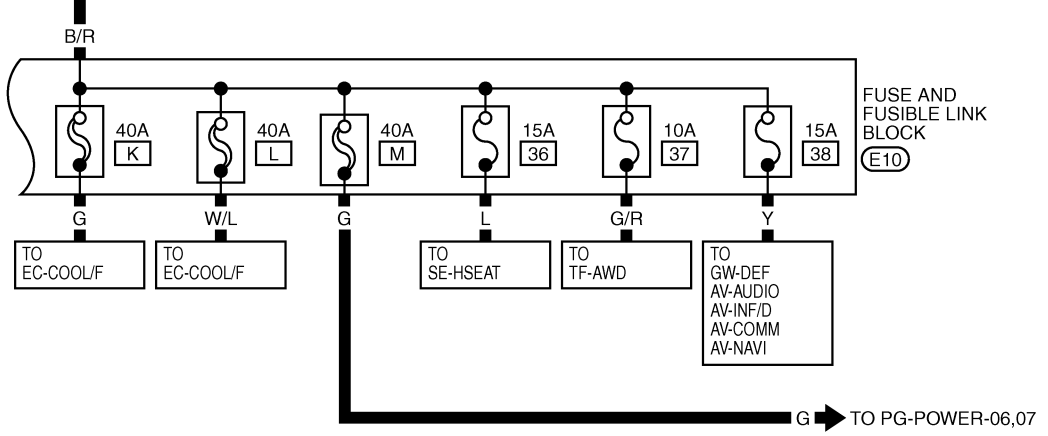 B/R
FUSE AND
FUSIBLE LINK
BLOCK
E10
40A
K
40A
L
40A
M
15A
36
10A
37
15A
38
G
W/L
G
L
G/R
Y
TO
EC-COOL/F
TO
EC-COOL/F
TO
SE-HSEAT
TO
TF-AWD
TO
GW-DEF
AV-AUDIO
AV-INF/D
AV-COMM
AV-NAVI
G
TO PG-POWER-06,07